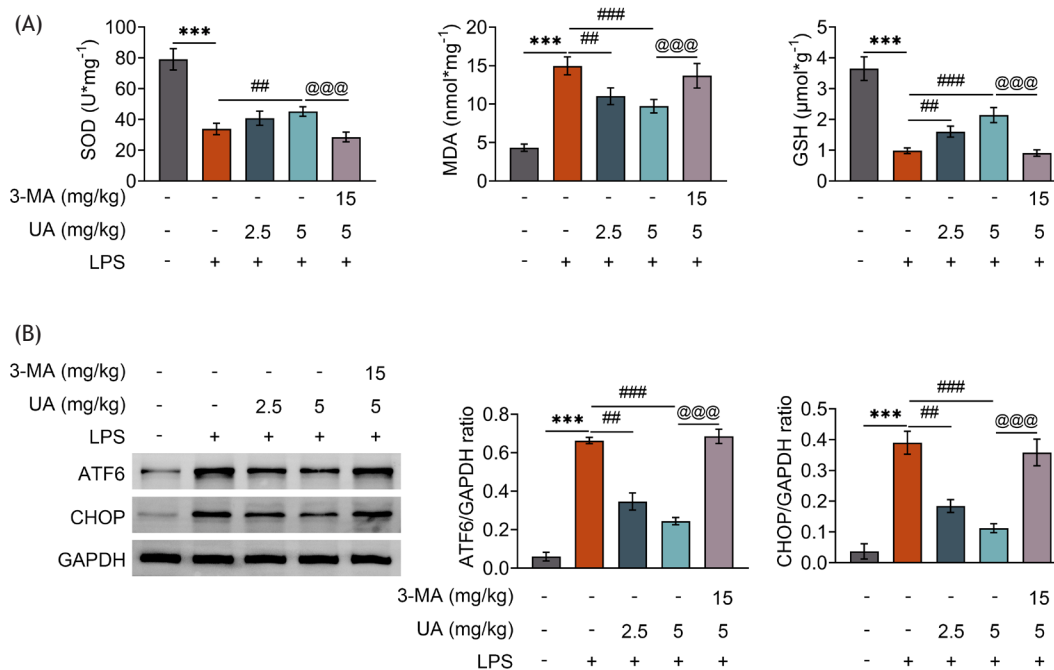 (A)
SOD (U*mg-1)
100
80
60
40
20
0
***
##
@@@
MDA (nmol*mg-1)
20
15
10
5
0
***
##
###
@@@
GSH (μmol*g-1)
5
4
3
2
1
0
***
##
###
@@@
3-MA (mg/kg) - - - - 15 - - - - 15 - - - - 15
UA (mg/kg) - - 2.5 5 5 - - 2.5 5 5 - - 2.5 5 5
LPS - + + + + - + + + + - + + + +
(B)
3-MA (mg/kg) - - - - 15
UA (mg/kg) - - 2.5 5 5
LPS - + + + +
ATF6
CHOP
GAPDH
ATF6/GAPDH ratio
0.8
0.6
0.4
0.2
0.0
***
##
###
@@@
CHOP/GAPDH ratio
0.5
0.4
0.3
0.2
0.1
0.0
***
##
###
@@@
3-MA (mg/kg) - - - - 15 - - - - 15
UA (mg/kg) - - 2.5 5 5 - - 2.5 5 5
LPS - + + + + - + + + +